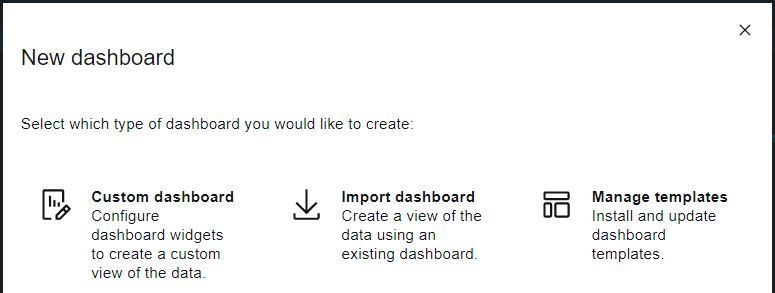 New dashboard
Select which type of dashboard you would like to create:
Custom dashboard
Configure
dashboard widgets
to create a custom
view of the data.
Import dashboard
Create a view of the
data using an
existing dashboard.
Manage templates
Install and update
dashboard
templates.